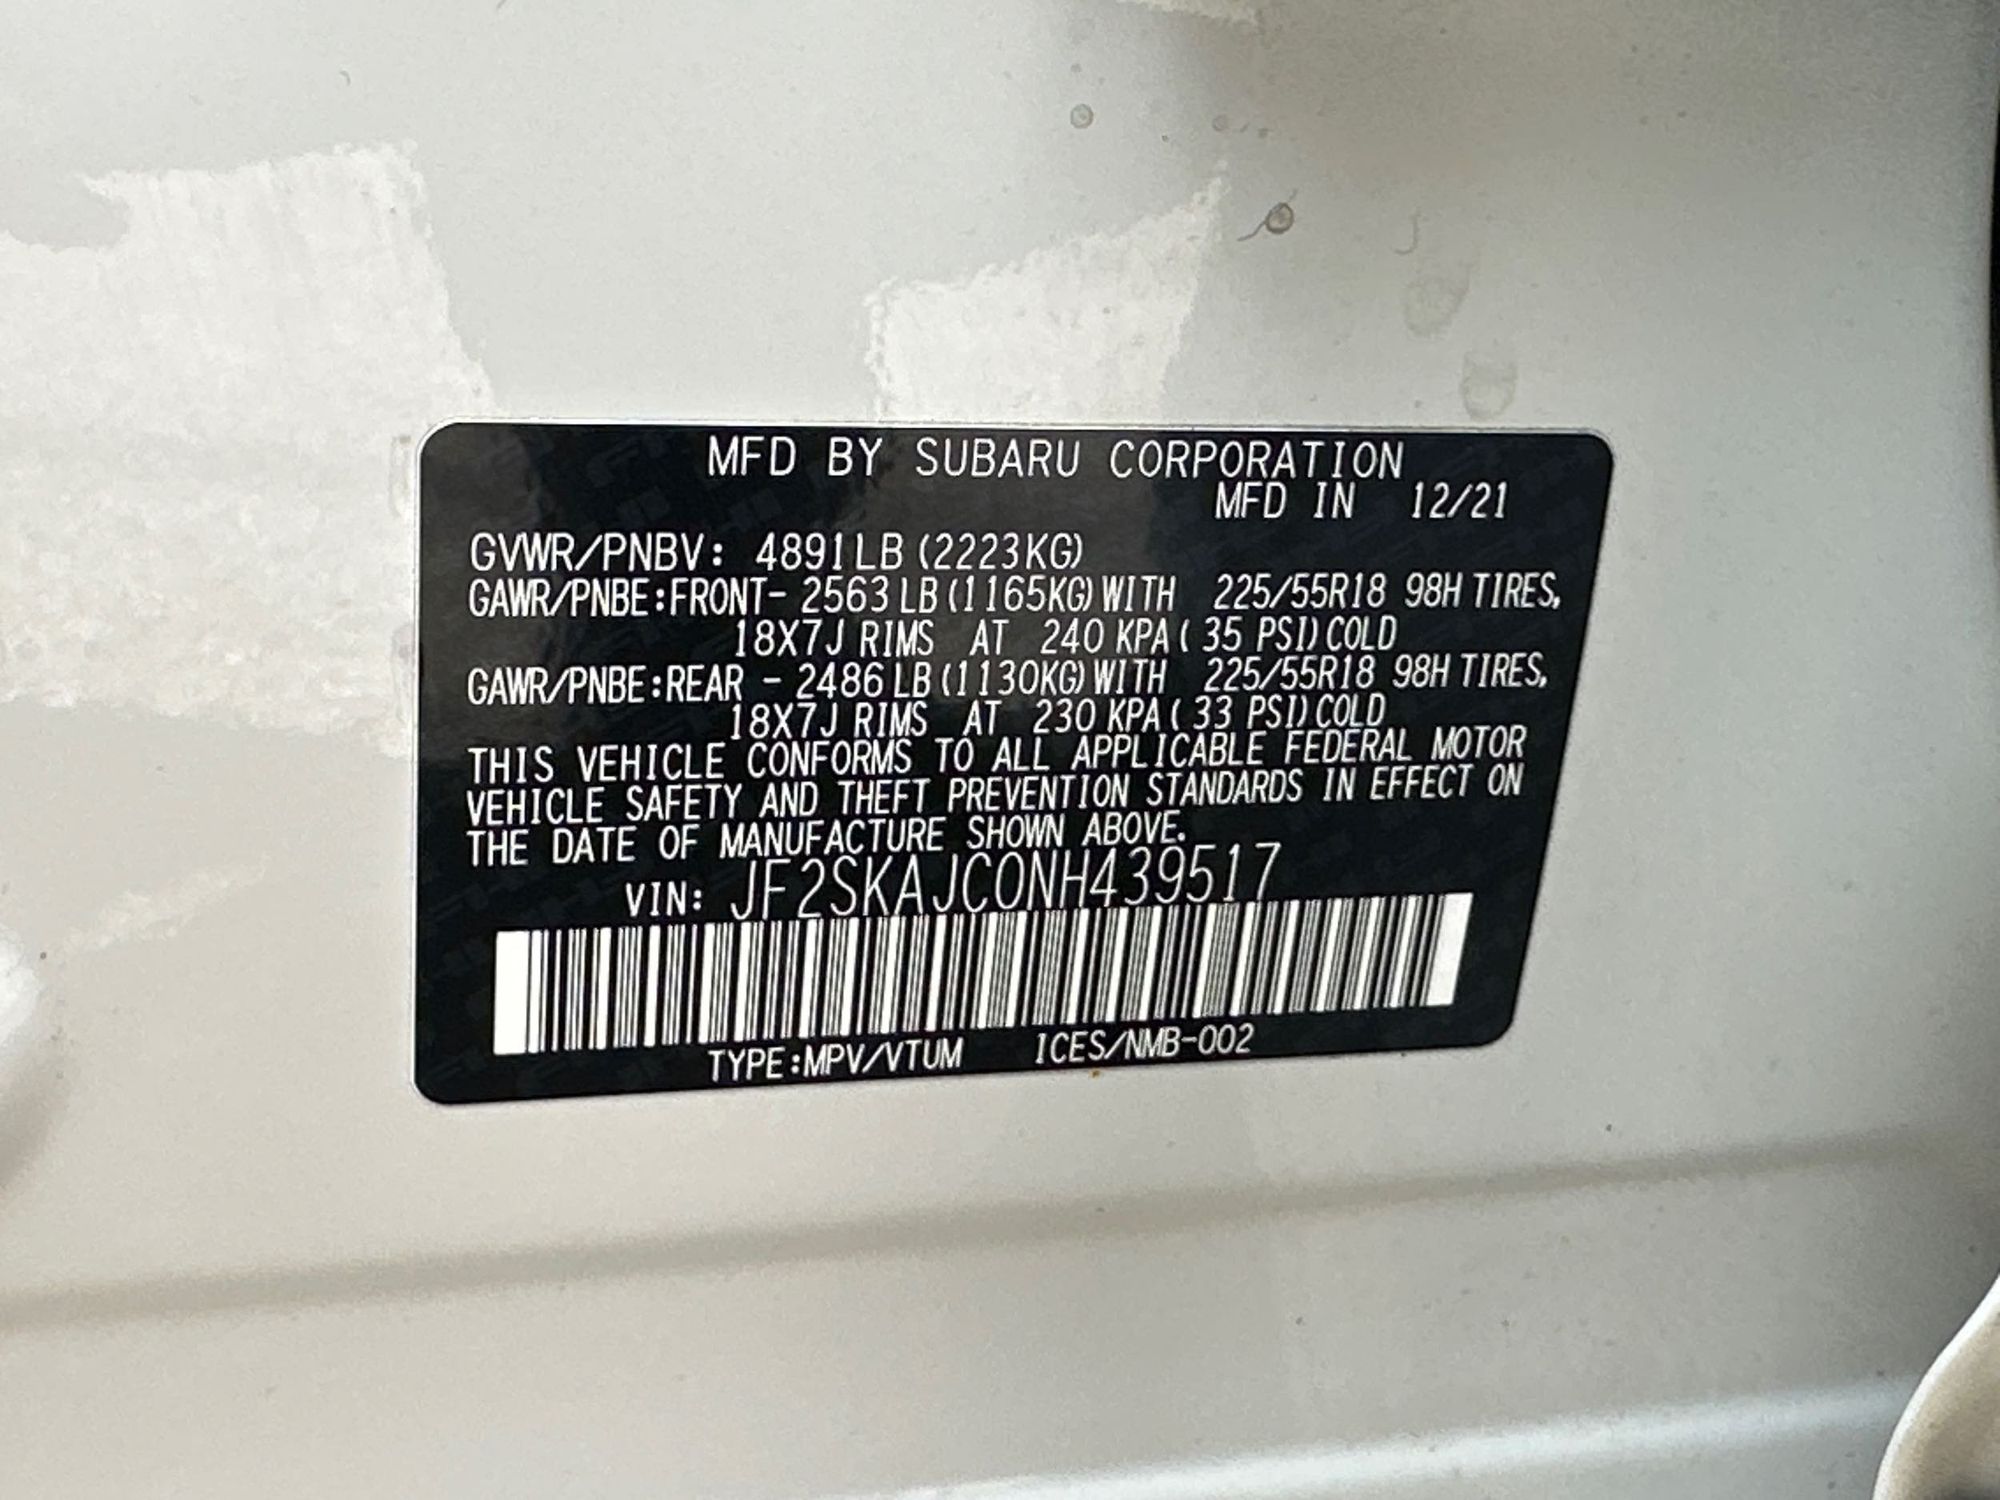 MFD BY SUBARU CORPORATION
MFD IN 12/21
GVWR/PNBV: 4891LB (2223KG)
GAWR/PNBE:FRONT- 2563 LB (1165KG) WITH 225/55R18 98H TIRES,
18X7J RIMS AT 240 KPA ( 35 PSI) COLD
GAWR/PNBE:REAR - 2486 LB (1130KG) WITH 225/55R18 98H TIRES,
18X7J RIMS AT 230 KPA ( 33 PSI) COLD
THIS VEHICLE CONFORMS TO ALL APPLICABLE FEDERAL MOTOR
VEHICLE SAFETY AND THEFT PREVENTION STANDARDS IN EFFECT ON
THE DATE OF MANUFACTURE SHOWN ABOVE.
VIN: JF2SKAJC0NH439517
TYPE:MPV/VTUM ICES/NMB-002